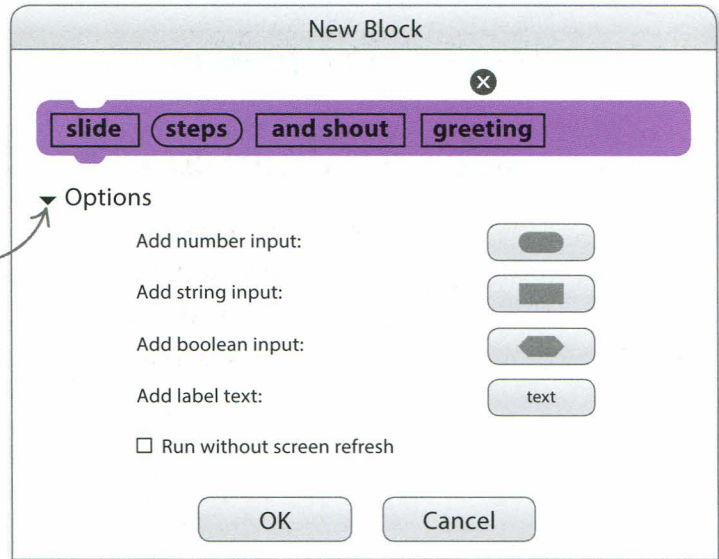 New Block
slide steps and shout greeting
Options
Add number input:
Add string input:
Add boolean input:
Add label text: text
Run without screen refresh
OK Cancel